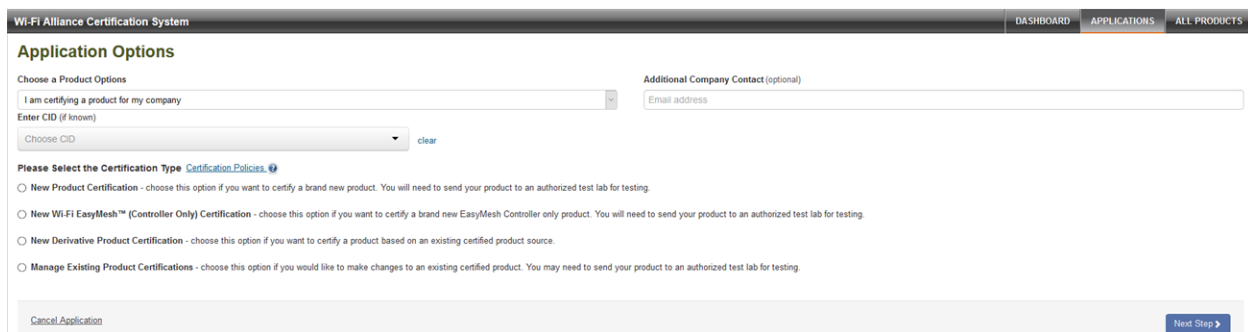 Wi-Fi Alliance Certification System
DASHBOARD APPLICATIONS ALL PRODUCTS
Application Options
Choose a Product Options
Additional Company Contact (optional)
I am certifying a product for my company
Email address
Enter CID (if known)
Choose CID
clear
Please Select the Certification Type Certification Policies
New Product Certification - choose this option if you want to certify a brand new product. You will need to send your product to an authorized test lab for testing.
New Wi-Fi EasyMesh™ (Controller Only) Certification - choose this option if you want to certify a brand new EasyMesh Controller only product. You will need to send your product to an authorized test lab for testing.
New Derivative Product Certification - choose this option if you want to certify a product based on an existing certified product source.
Manage Existing Product Certifications - choose this option if you would like to make changes to an existing certified product. You may need to send your product to an authorized test lab for testing.
Cancel Application
Next Step